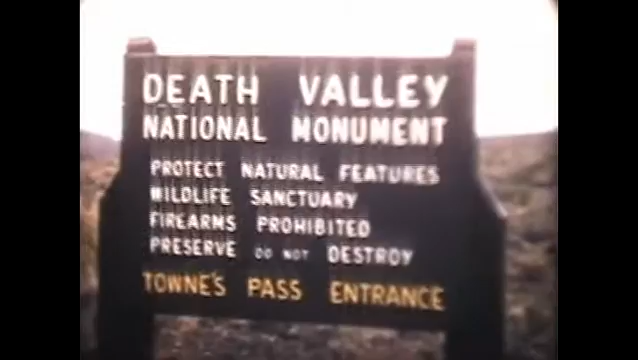 DEATH VALLEY
NATIONAL MONUMENT
PROTECT NATURAL FEATURES
WILDLIFE SANCTUARY
FIREARMS PROHIBITED
PRESERVE DO NOT DESTROY
TOWNE'S PASS ENTRANCE